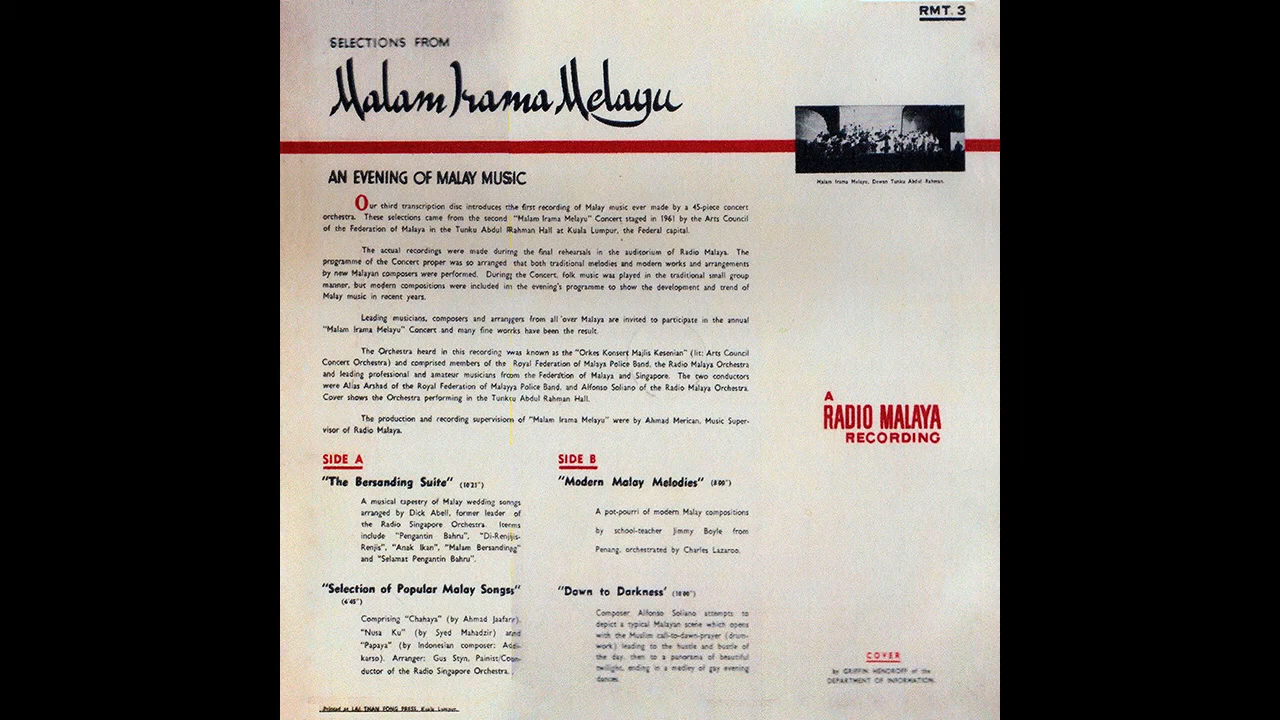 RMT. 3
SELECTIONS FROM
Malam Irama Melayu
Malam Irama Melayu, Dewan Tunku Abdul Rahman.
AN EVENING OF MALAY MUSIC
Our third transcription disc introduces the first recording of Malay music ever made by a 45-piece concert
orchestra. These selections came from the second "Malam Irama Melayu" Concert staged in 1961 by the Arts Council
of the Federation of Malaya in the Tunku Abdul Rahman Hall at Kuala Lumpur, the Federal capital.
The actual recordings were made during the final rehearsals in the auditorium of Radio Malaya. The
programme of the Concert proper was so arranged that both traditional melodies and modern works and arrangements
by new Malayan composers were performed. During the Concert, folk music was played in the traditional small group
manner, but modern compositions were included in the evening's programme to show the development and trend of
Malay music in recent years.
Leading musicians, composers and arrangers from all over Malaya are invited to participate in the annual
"Malam Irama Melayu" Concert and many fine works have been the result.
The Orchestra heard in this recording was known as the "Orkes Konsert Majlis Kesenian" (lit: Arts Council
Concert Orchestra) and comprised members of the Royal Federation of Malaya Police Band, the Radio Malaya Orchestra
and leading professional and amateur musicians from the Federation of Malaya and Singapore. The two conductors
were Alias Arshad of the Royal Federation of Malayya Police Band, and Alfonso Soliano of the Radio Malaya Orchestra.
Cover shows the Orchestra performing in the Tunku Abdul Rahman Hall.
The production and recording supervision of "Malam Irama Melayu" were by Ahmad Merican, Music Super-
visor of Radio Malaya.
A
RADIO MALAYA
RECORDING
SIDE A
"The Bersanding Suite" (10'21")
A musical tapestry of Malay wedding songs
arranged by Dick Abell, former leader of
the Radio Singapore Orchestra. Items
include "Pengantin Bahru", "Di-Renjis-
Renjis", "Anak Ikan", "Malam Bersanding"
and "Selamat Pengantin Bahru".
"Selection of Popular Malay Songs"
(6'45")
Comprising "Chahaya" (by Ahmad Jaafar),
"Nusa Ku" (by Syed Mahadzir) and
"Papaya" (by Indonesian composer: Adi-
karso). Arranger: Gus Styn, Painist/Con-
ductor of the Radio Singapore Orchestra.
SIDE B
"Modern Malay Melodies" (8'00")
A pot-pourri of modern Malay compositions
by school-teacher Jimmy Boyle from
Penang, orchestrated by Charles Lazaroo.
"Dawn to Darkness' (10'00")
Composer Alfonso Soliano attempts to
depict a typical Malayan scene which opens
with the Muslim call-to-dawn-prayer (drum-
work) leading to the hustle and bustle of
the day, then to a panorama of beautiful
twilight, ending in a medley of gay evening
dances.
COVER
by GRIFFIN HENDROFF of the
DEPARTMENT OF INFORMATION.
Printed at LAI THAN FONG PRESS, Kuala Lumpur.